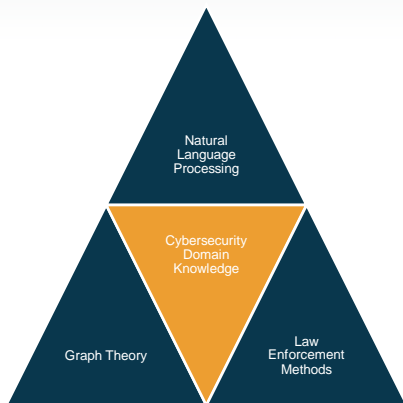 Natural
Language
Processing
Cybersecurity
Domain
Knowledge
Graph Theory
Law
Enforcement
Methods